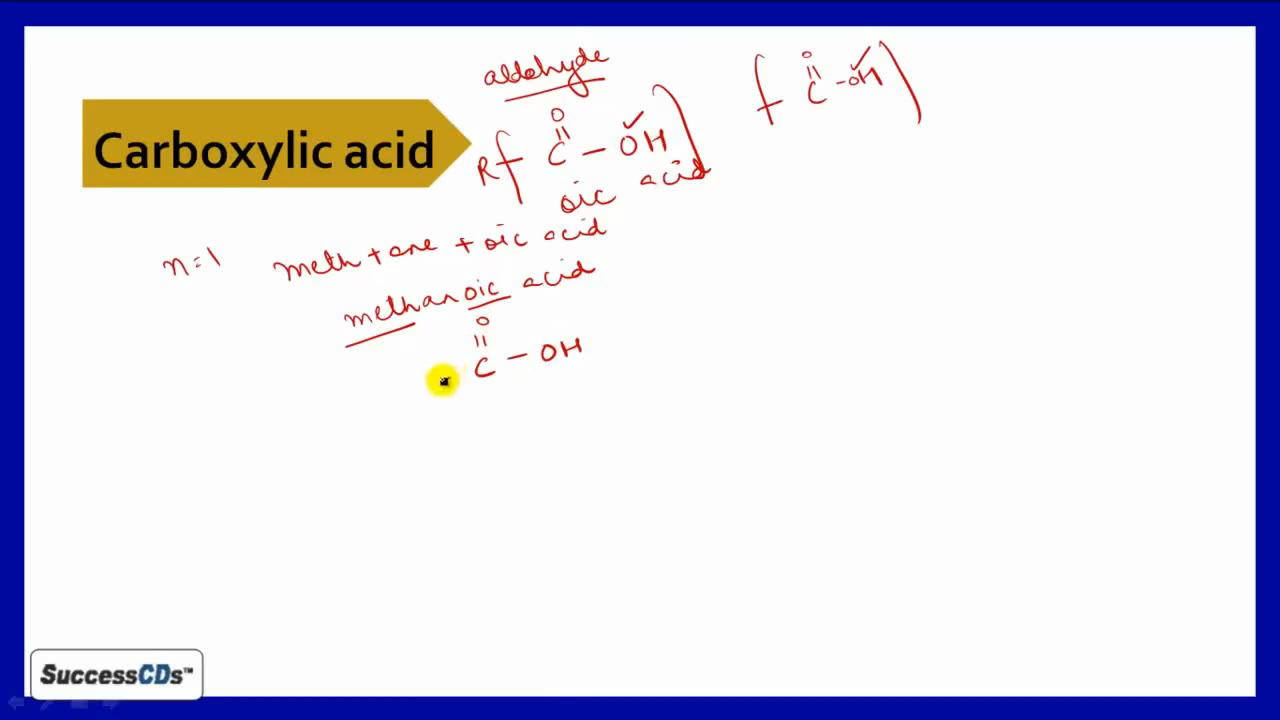 aldehyde
O
||
C - OH
Carboxylic acid
O
||
R C - OH
oic acid
n=1 meth + ane + oic acid
methanoic acid
O
||
C - OH
SuccessCDs™